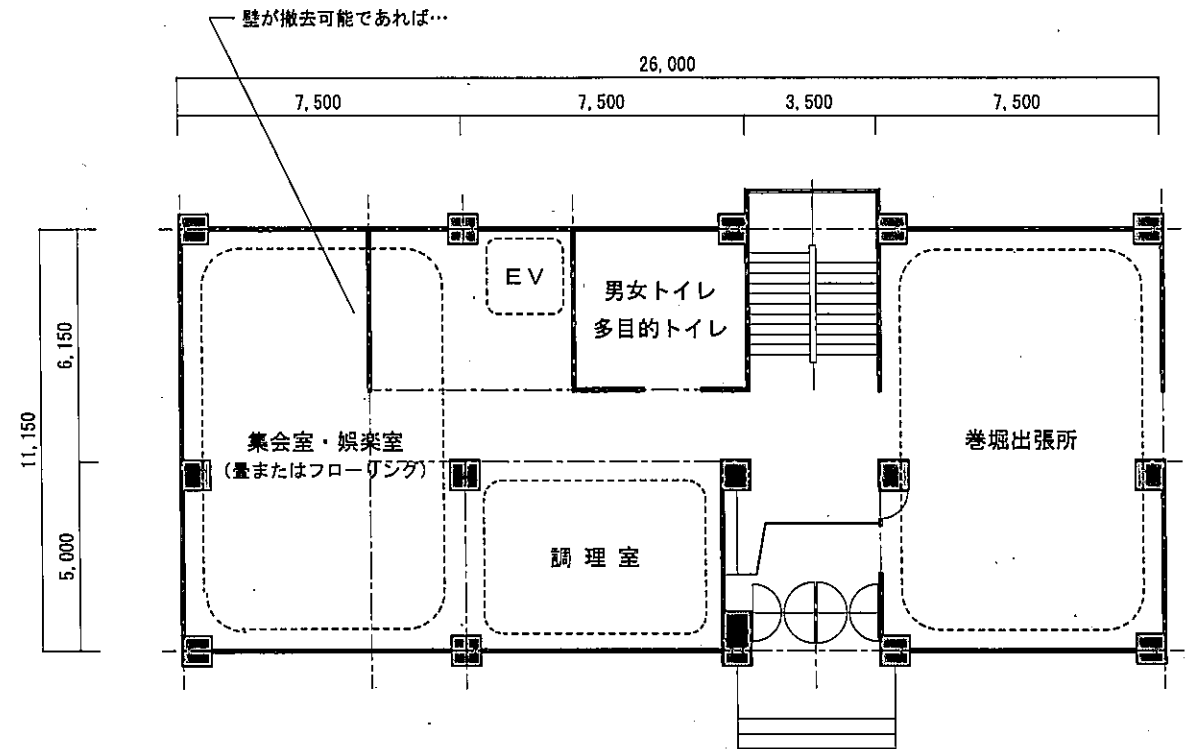 壁が撤去可能であれば…
26,000
7,500
7,500
3,500
7,500
11,150
6,150
5,000
EV
男女トイレ
多目的トイレ
集会室・娯楽室
(畳またはフローリング)
調理室
巻堀出張所